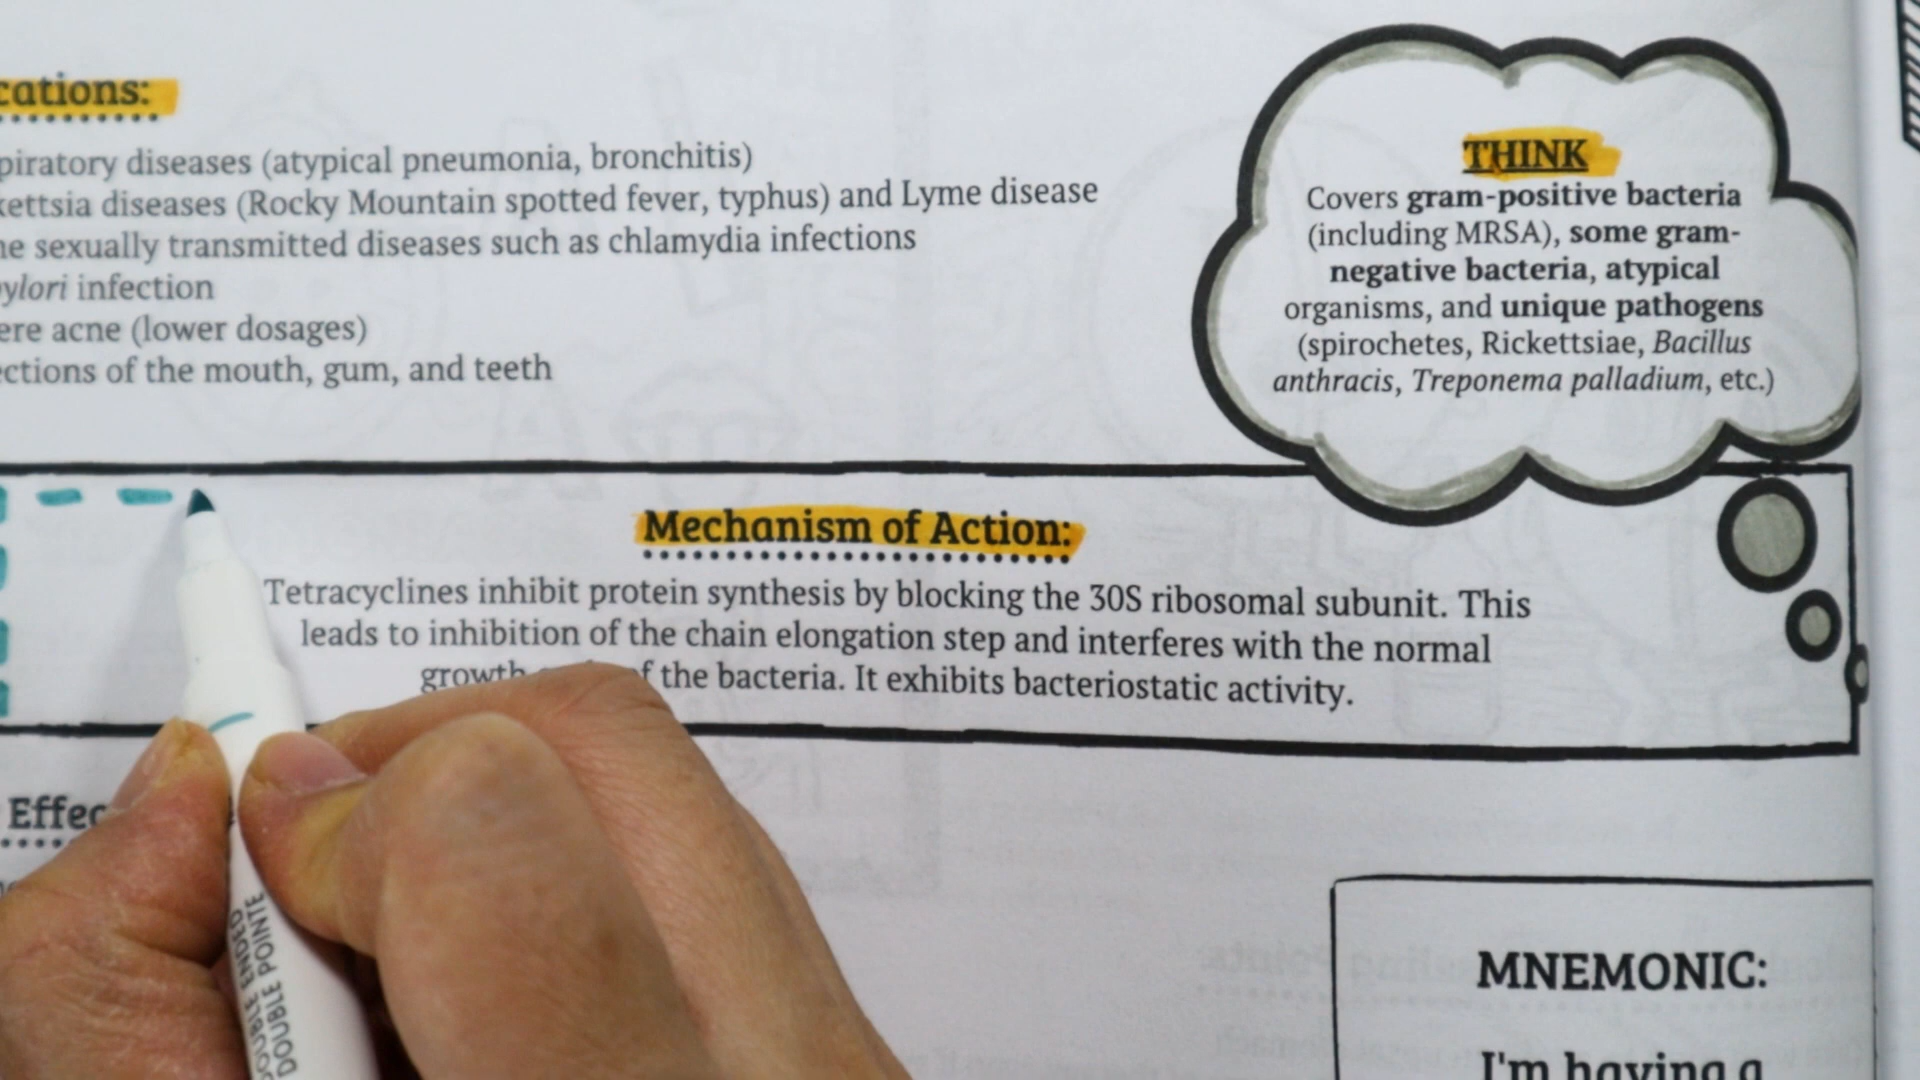 cations:
piratory diseases (atypical pneumonia, bronchitis)
kettsia diseases (Rocky Mountain spotted fever, typhus) and Lyme disease
ne sexually transmitted diseases such as chlamydia infections
ylori infection
ere acne (lower dosages)
ections of the mouth, gum, and teeth
THINK
Covers gram-positive bacteria
(including MRSA), some gram-
negative bacteria, atypical
organisms, and unique pathogens
(spirochetes, Rickettsiae, Bacillus
anthracis, Treponema palladium, etc.)
Mechanism of Action:
Tetracyclines inhibit protein synthesis by blocking the 30S ribosomal subunit. This
leads to inhibition of the chain elongation step and interferes with the normal
growth of the bacteria. It exhibits bacteriostatic activity.
Effec
DOUBLE ENDED
DOUBLE POINTE
MNEMONIC:
I'm having a